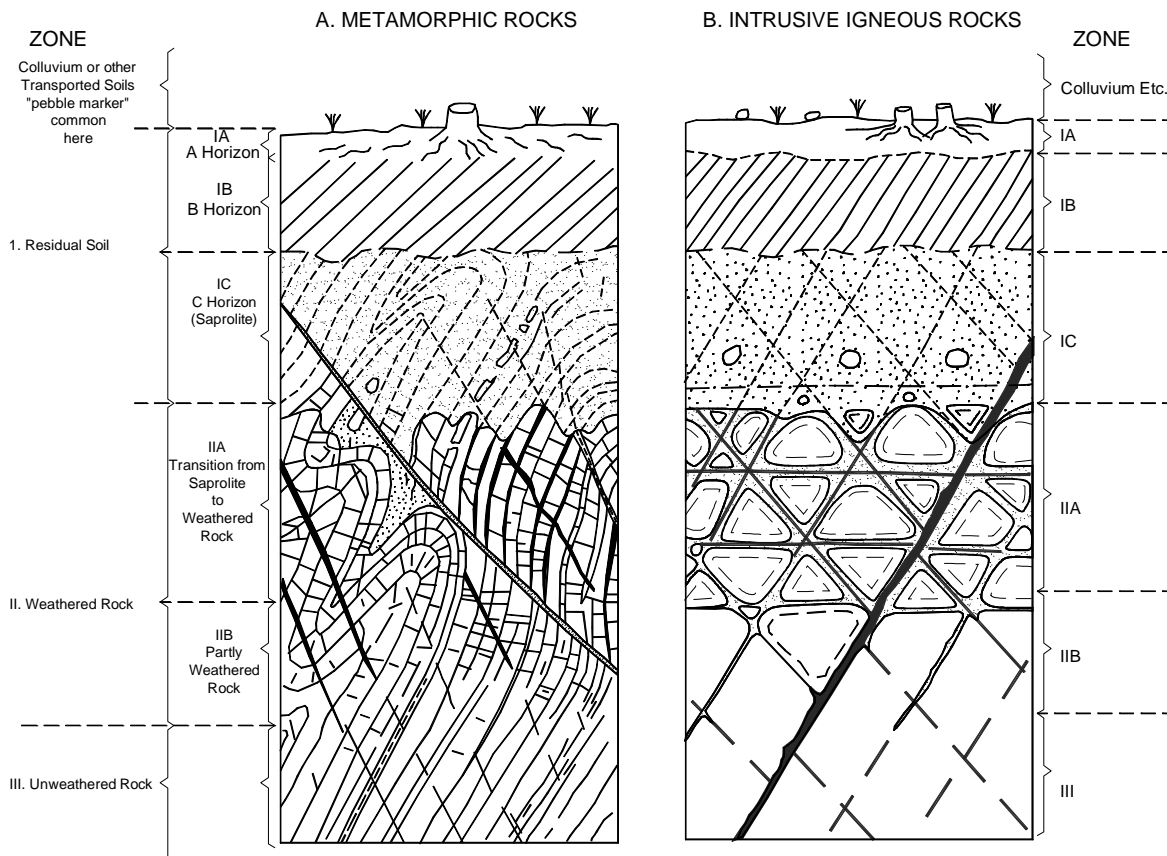 A. METAMORPHIC ROCKS
B. INTRUSIVE IGNEOUS ROCKS
ZONE
Colluvium or other
Transported Soils
"pebble marker"
common
here
IA
A Horizon
IB
B Horizon
1. Residual Soil
IC
C Horizon
(Saprolite)
IIA
Transition from
Saprolite
to
Weathered
Rock
II. Weathered Rock
IIB
Partly
Weathered
Rock
III. Unweathered Rock
ZONE
Colluvium Etc.
IA
IB
IC
IIA
IIB
III